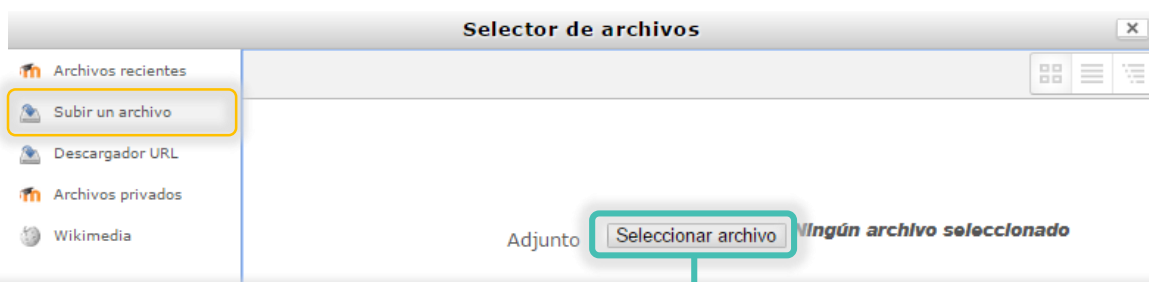 Selector de archivos
Archivos recientes
Subir un archivo
Descargador URL
Archivos privados
Wikimedia
Adjunto Seleccionar archivo Ningún archivo seleccionado